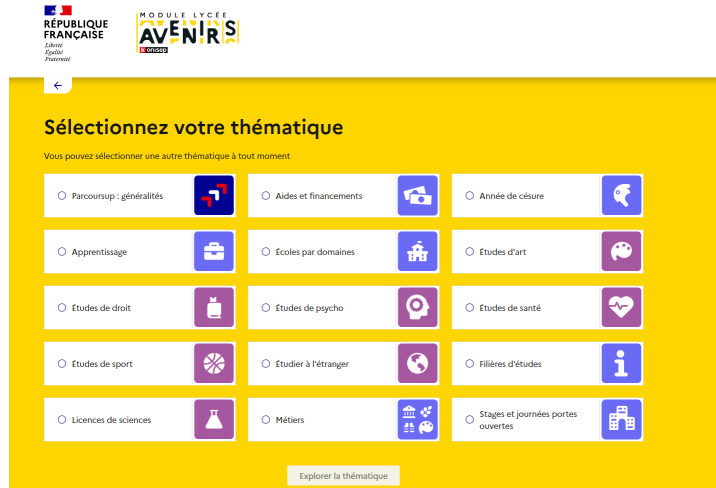 MODULE LYCÉE
RÉPUBLIQUE
FRANÇAISE
AVENIRS
Liberté
Égalité
Fraternité
onisep
←
Sélectionnez votre thématique
Vous pouvez sélectionner une autre thématique à tout moment
Parcoursup : généralités
Aides et financements
Année de césure
Apprentissage
Écoles par domaines
Études d'art
Études de droit
Études de psycho
Études de santé
Études de sport
Étudier à l'étranger
Filières d'études
Licences de sciences
Métiers
Stages et journées portes
ouvertes
Explorer la thématique